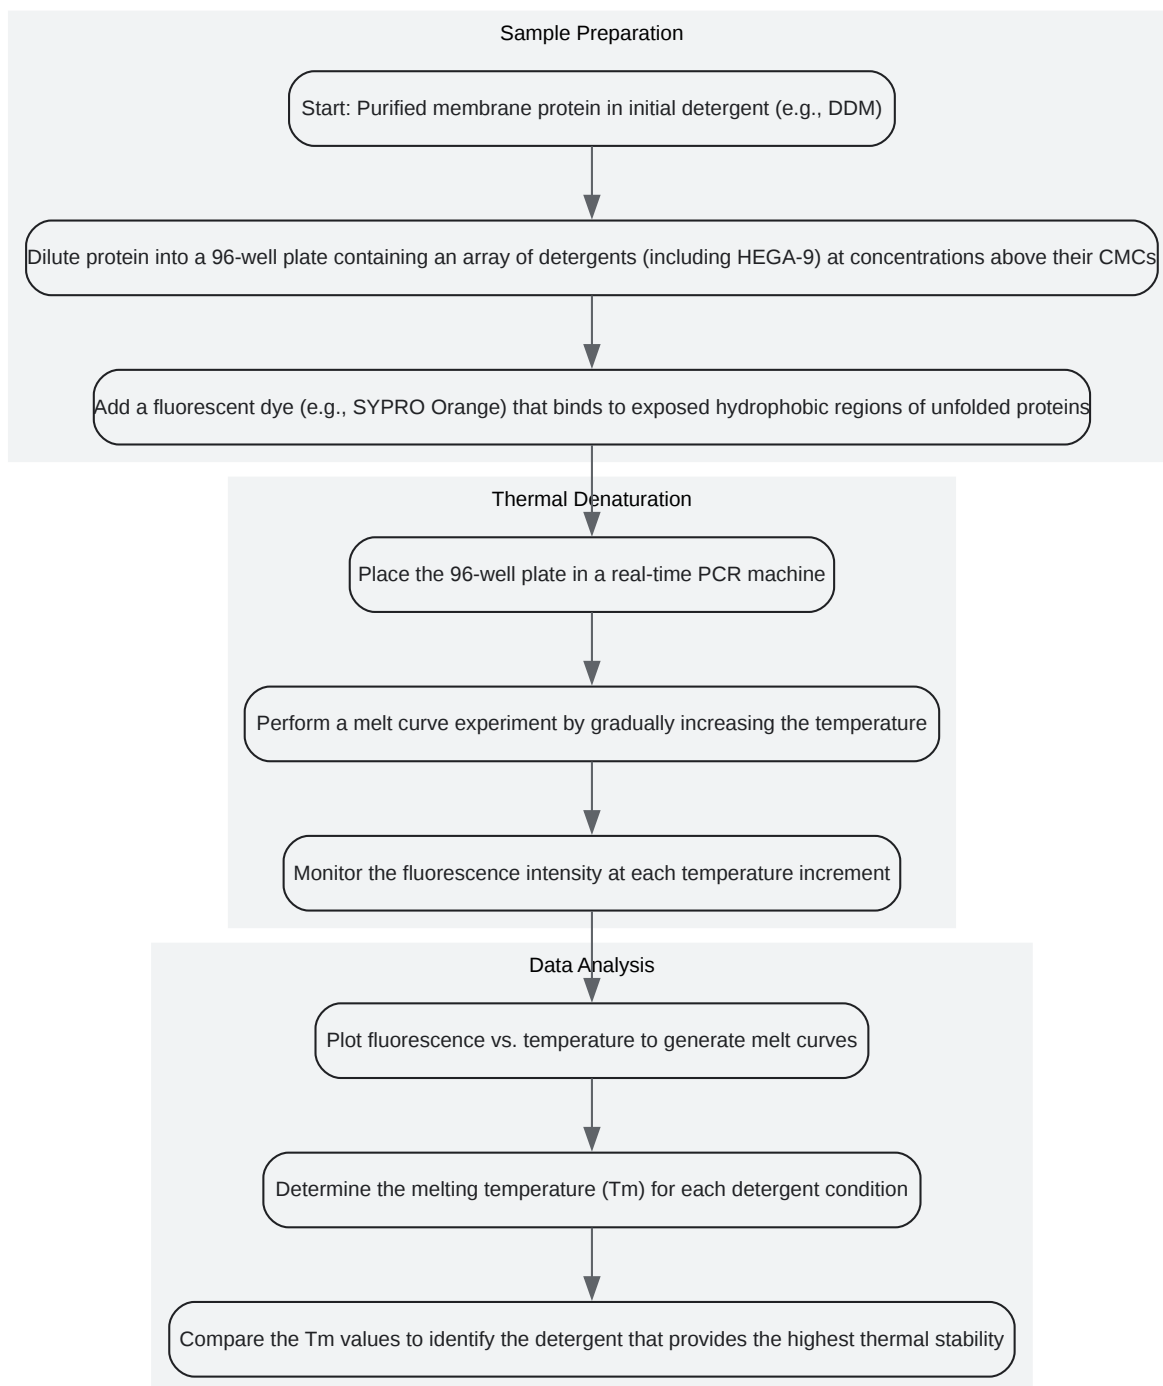 Sample Preparation
Start: Purified membrane protein in initial detergent (e.g., DDM)
Dilute protein into a 96-well plate containing an array of detergents (including HEGA-9) at concentrations above their CMCs
Add a fluorescent dye (e.g., SYPRO Orange) that binds to exposed hydrophobic regions of unfolded proteins
Thermal Denaturation
Place the 96-well plate in a real-time PCR machine
Perform a melt curve experiment by gradually increasing the temperature
Monitor the fluorescence intensity at each temperature increment
Data Analysis
Plot fluorescence vs. temperature to generate melt curves
Determine the melting temperature (Tm) for each detergent condition
Compare the Tm values to identify the detergent that provides the highest thermal stability